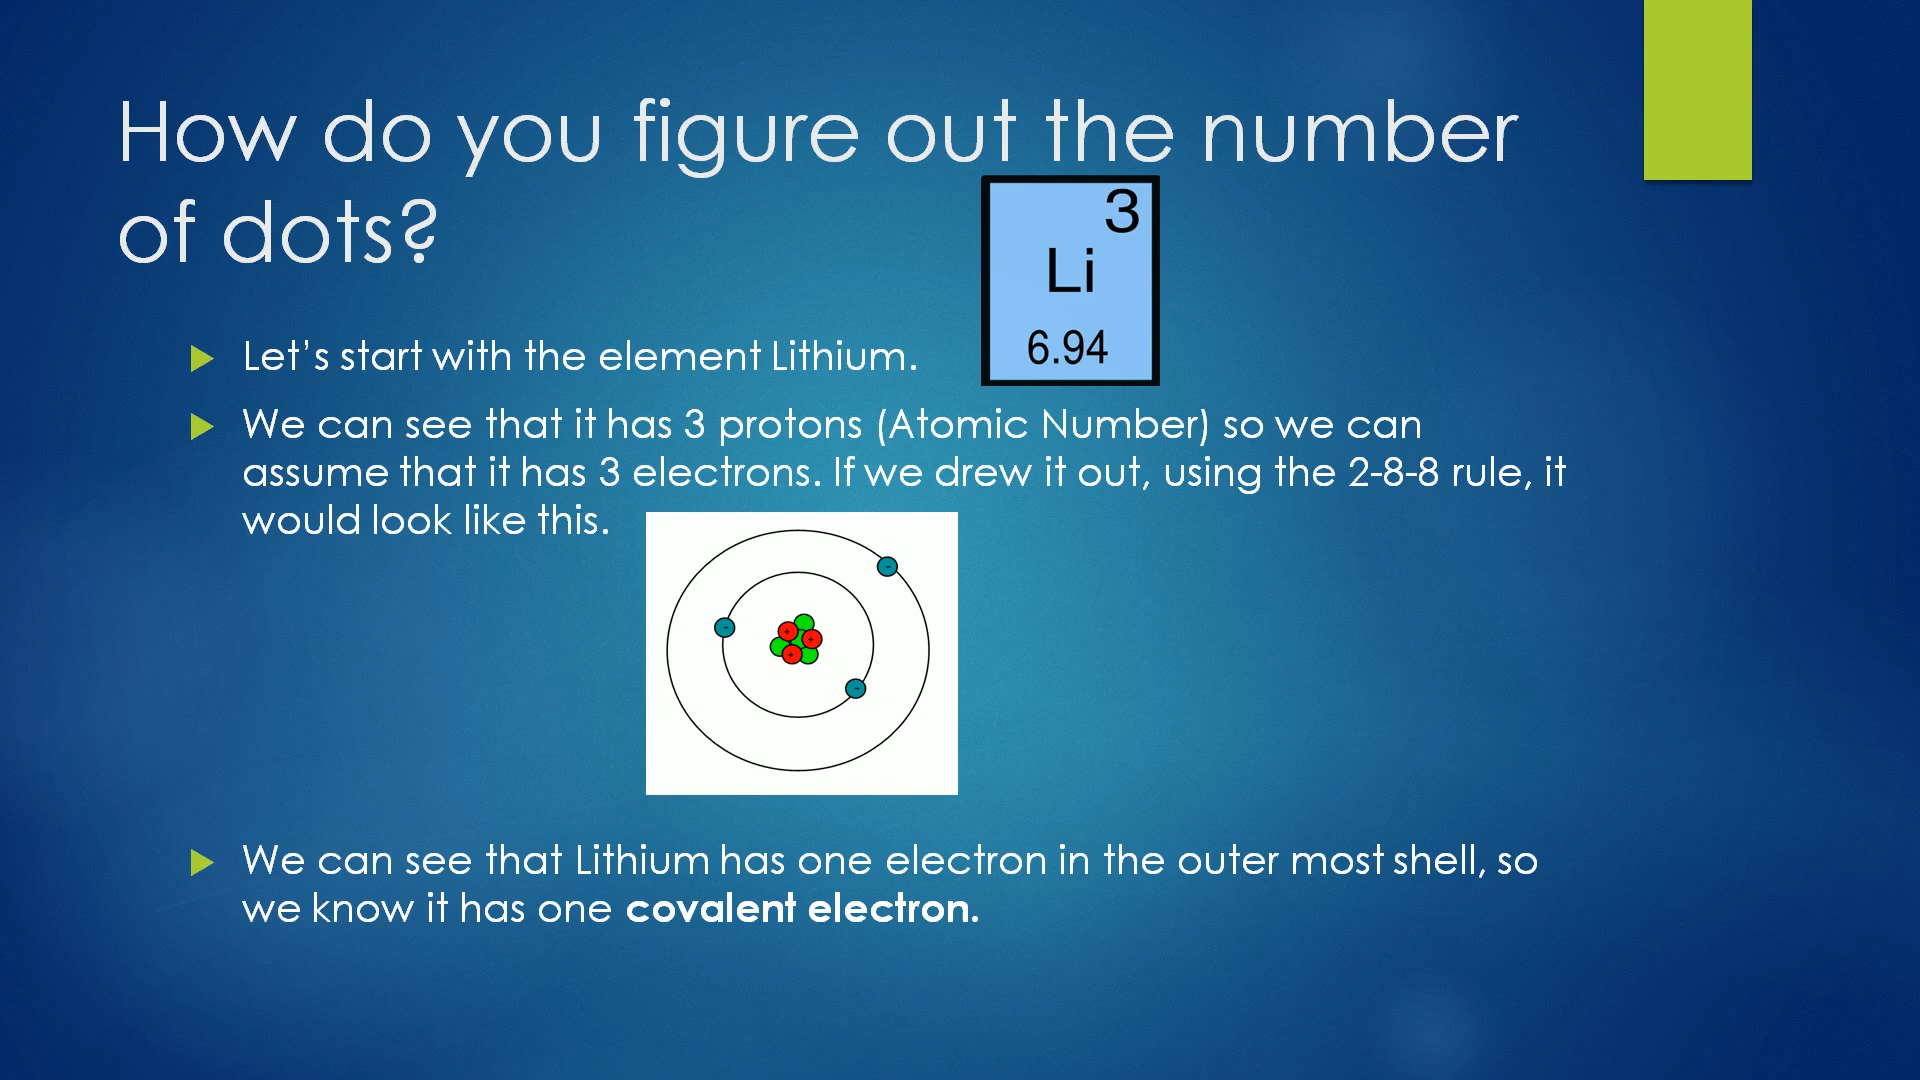 How do you figure out the number
of dots?
3
Li
6.94
Let’s start with the element Lithium.
We can see that it has 3 protons (Atomic Number) so we can
assume that it has 3 electrons. If we drew it out, using the 2-8-8 rule, it
would look like this.
-
-
+
+
+
-
We can see that Lithium has one electron in the outer most shell, so
we know it has one covalent electron.